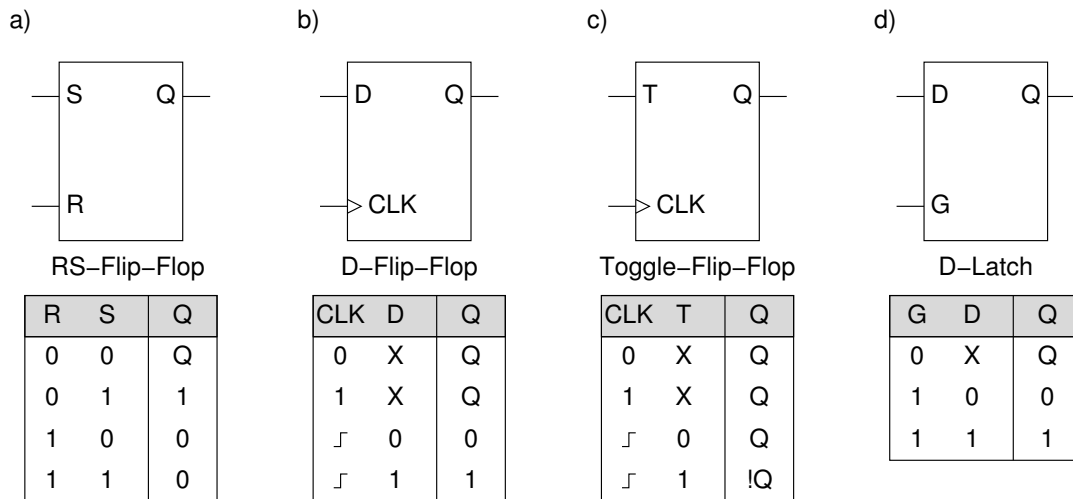 a) b) c) d)
S Q D Q T Q D Q
R CLK CLK G
RS–Flip–Flop D–Flip–Flop Toggle–Flip–Flop D–Latch
R S Q CLK D Q CLK T Q G D Q
0 0 Q 0 X Q 0 X Q 0 X Q
0 1 1 1 X Q 1 X Q 1 0 0
1 0 0 0 0 0 Q 1 1 1
1 1 0 1 1 1 !Q